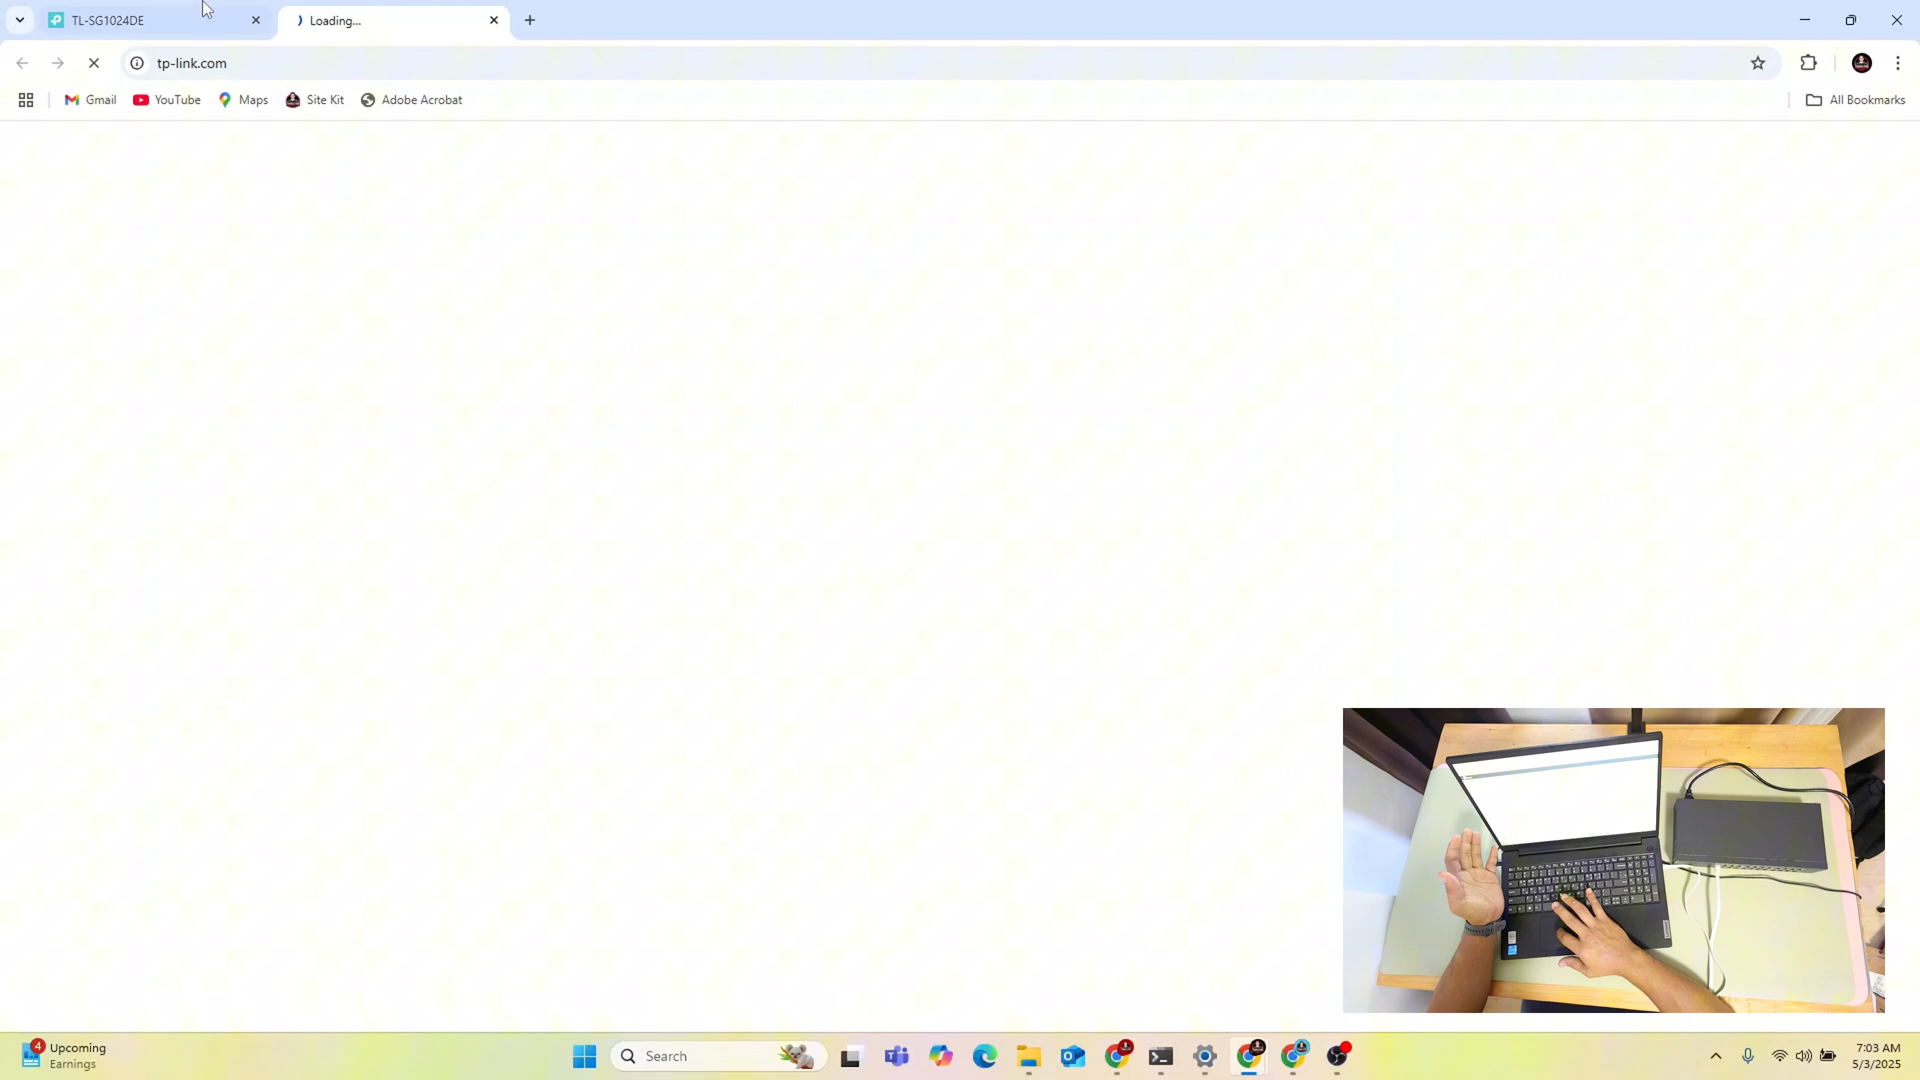 TL-SG1024DE
Loading...
tp-link.com
Gmail
YouTube
Maps
Site Kit
Adobe Acrobat
All Bookmarks
4
Upcoming
Earnings
Search
7:03 AM
5/3/2025